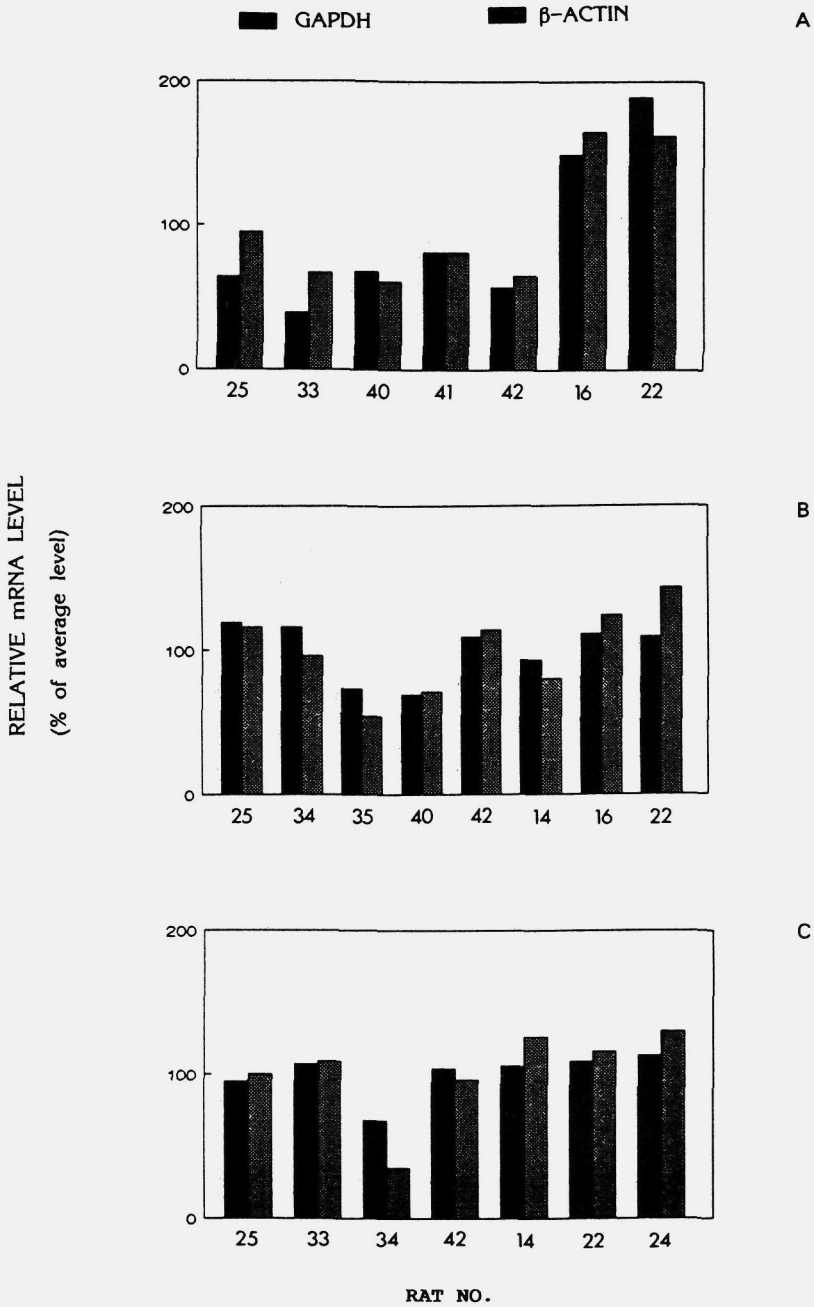 GAPDH β-ACTIN A
200
100
0
25 33 40 41 42 16 22
RELATIVE mRNA LEVEL
(% of average level)
200 B
100
0
25 34 35 40 42 14 16 22
200 C
100
0
25 33 34 42 14 22 24
RAT NO.